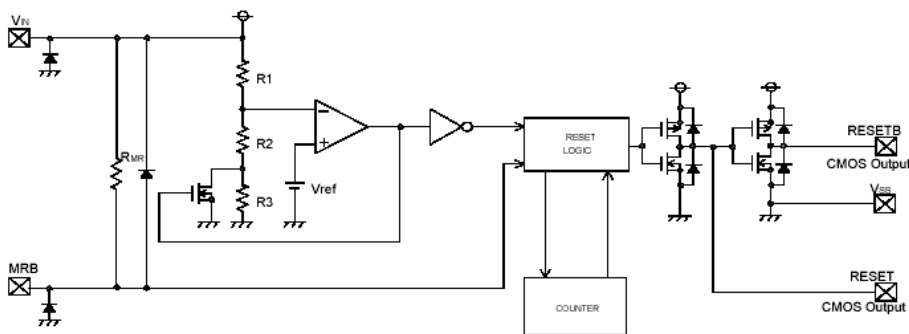 VIN
R1
R2
RMR
R3
Vref
MRB
RESET
LOGIC
COUNTER
RESETB
CMOS Output
VSS
RESET
CMOS Output